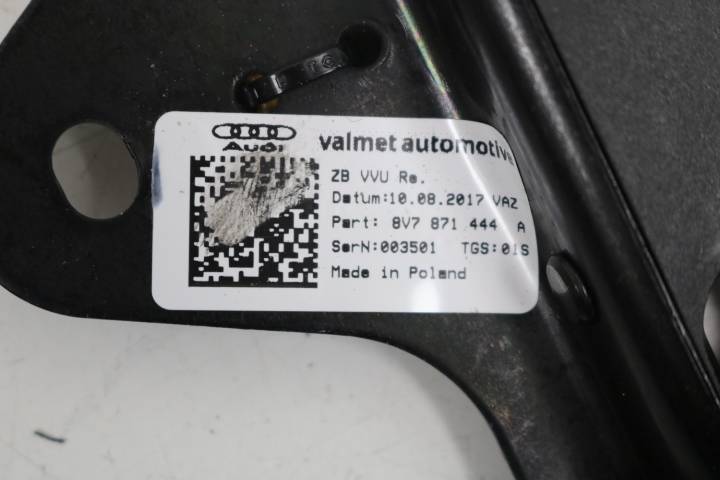 Audi valmet automotive
ZB VVU Re.
Datum:10.08.2017 VAZ
Part: 8V7 871 444 A
SerN:003501 TGS:01S
Made in Poland